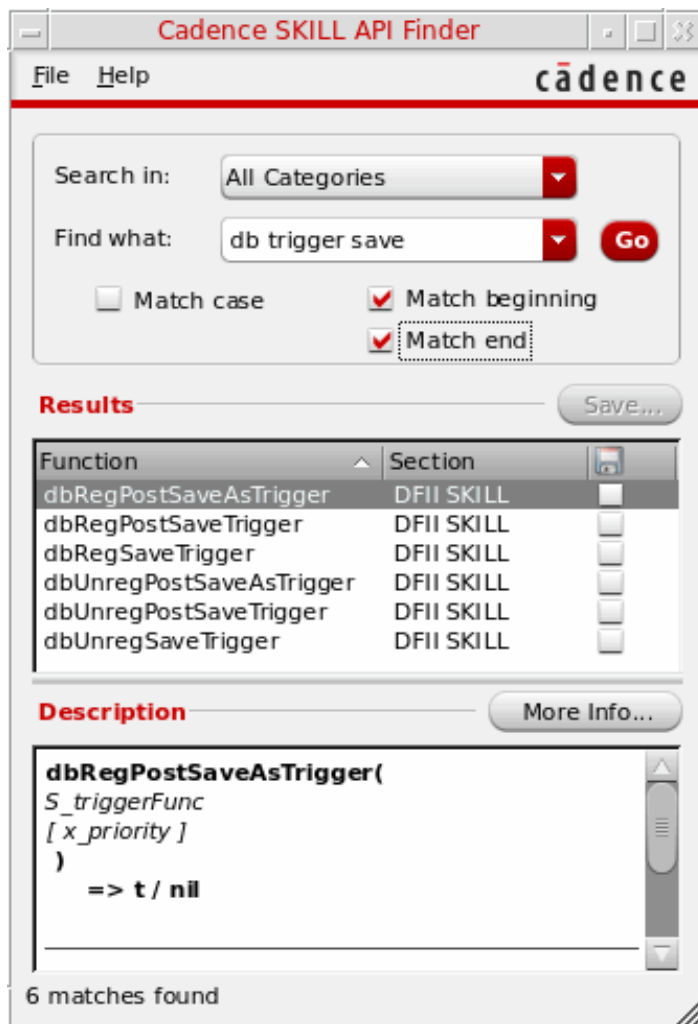 Cadence SKILL API Finder
File Help cādence
Search in: All Categories
Find what: db trigger save Go
Match case Match beginning
Match end
Results Save...
Function Section
dbRegPostSaveAsTrigger DFII SKILL
dbRegPostSaveTrigger DFII SKILL
dbRegSaveTrigger DFII SKILL
dbUnregPostSaveAsTrigger DFII SKILL
dbUnregPostSaveTrigger DFII SKILL
dbUnregSaveTrigger DFII SKILL
Description More Info...
dbRegPostSaveAsTrigger(
S_triggerFunc
[ x_priority ]
)
=> t / nil
6 matches found